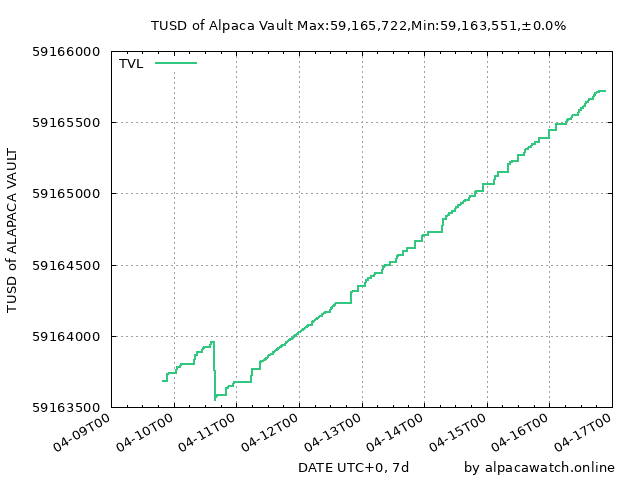 TUSD of Alpaca Vault Max:59,165,722,Min:59,163,551,±0.0%
TVL
59166000
59165500
59165000
59164500
59164000
59163500
TUSD of ALAPACA VAULT
04-09T00
04-10T00
04-11T00
04-12T00
04-13T00
04-14T00
04-15T00
04-16T00
04-17T00
DATE UTC+0, 7d
by alpacawatch.online